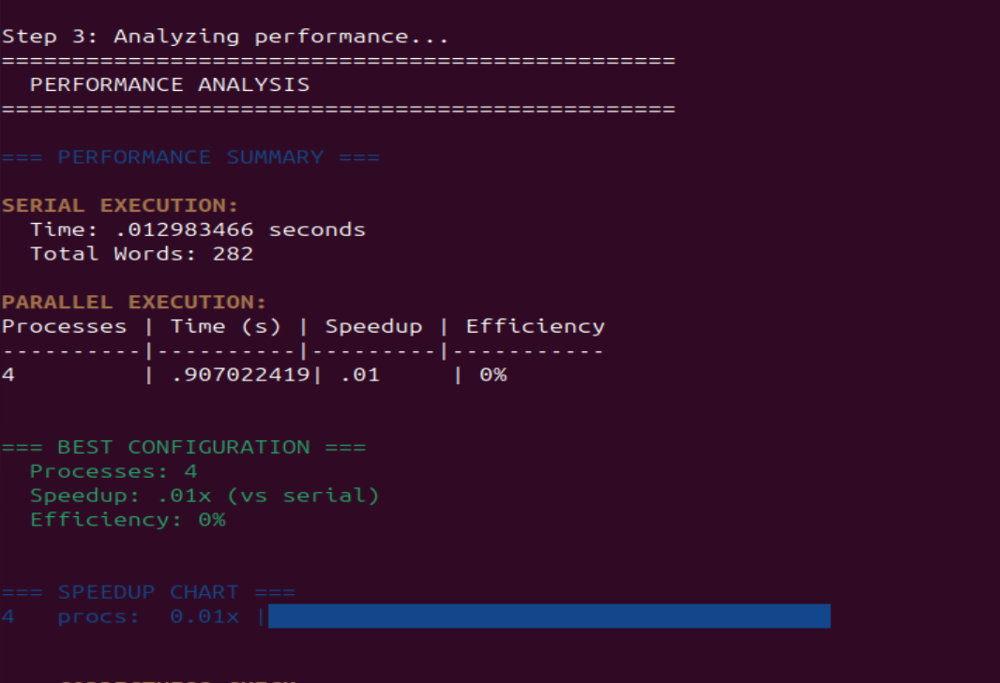 Step 3: Analyzing performance...
================================================
PERFORMANCE ANALYSIS
================================================
=== PERFORMANCE SUMMARY ===
SERIAL EXECUTION:
Time: .012983466 seconds
Total Words: 282
PARALLEL EXECUTION:
Processes | Time (s) | Speedup | Efficiency
----------|----------|---------|-----------
4         | .907022419| .01     | 0%
=== BEST CONFIGURATION ===
Processes: 4
Speedup: .01x (vs serial)
Efficiency: 0%
=== SPEEDUP CHART ===
4   procs:  0.01x |